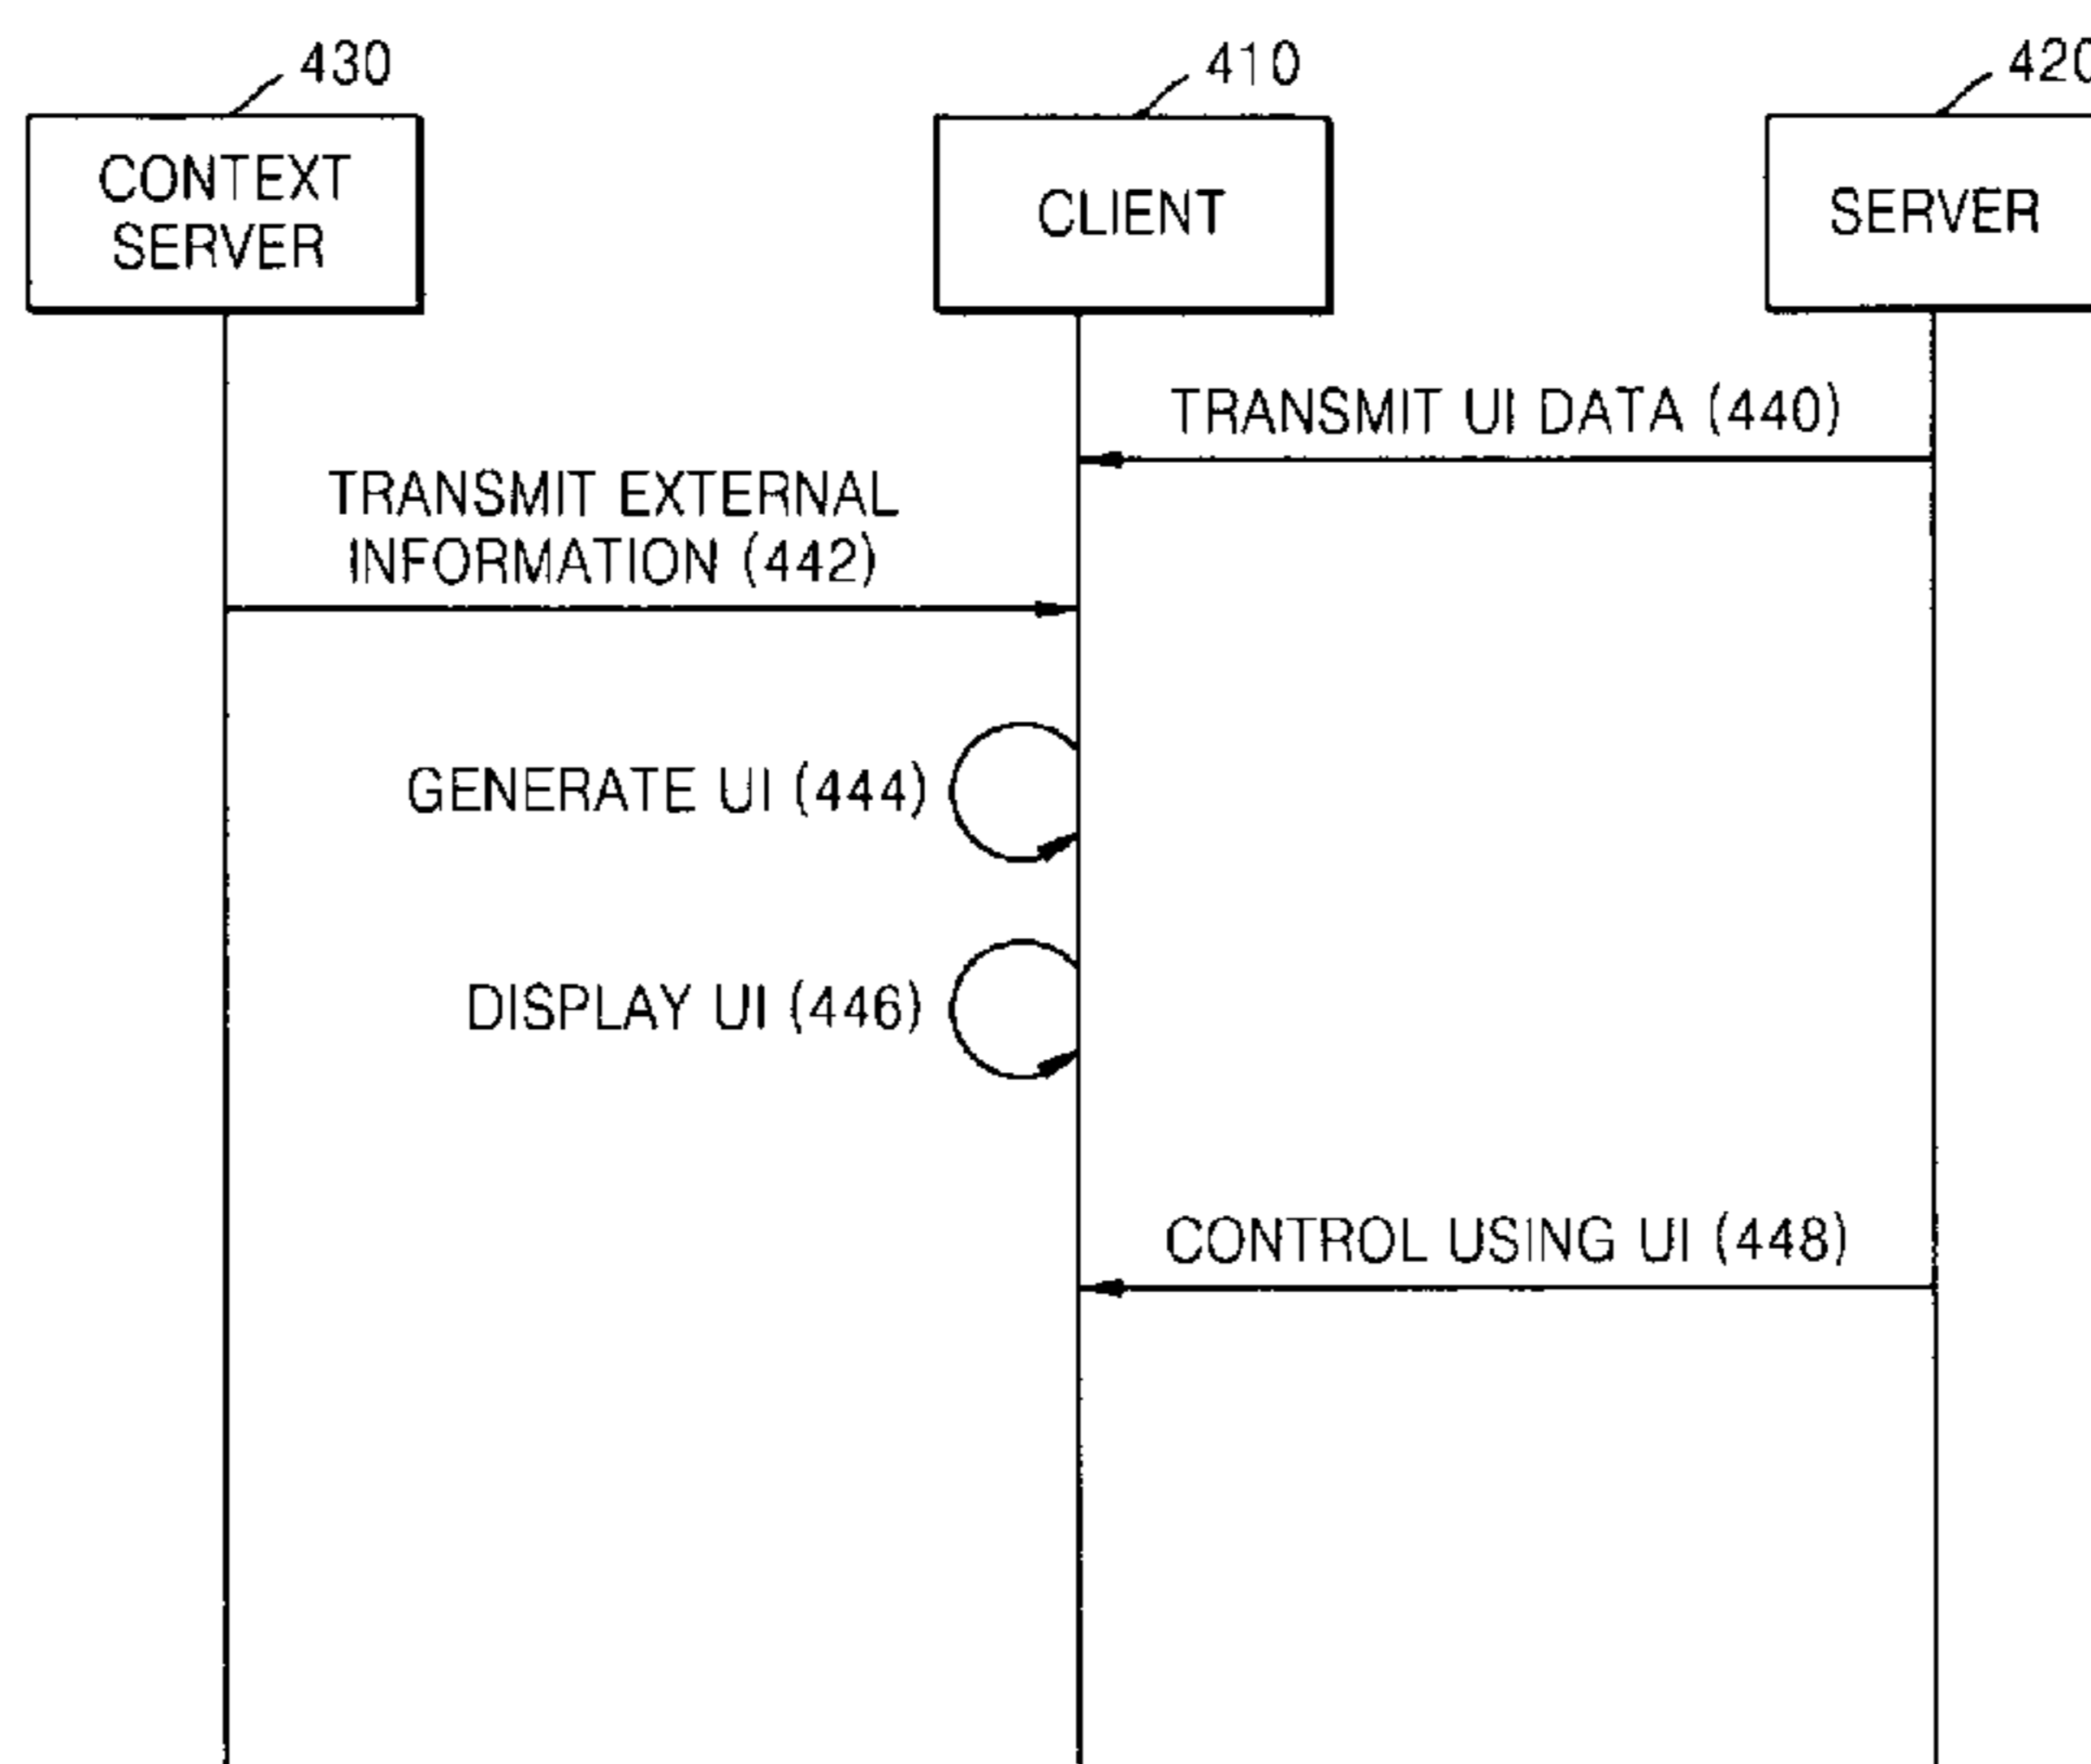 430
410
420
CONTEXT
SERVER
CLIENT
SERVER
TRANSMIT UI DATA (440)
TRANSMIT EXTERNAL
INFORMATION (442)
GENERATE UI (444)
DISPLAY UI (446)
CONTROL USING UI (448)